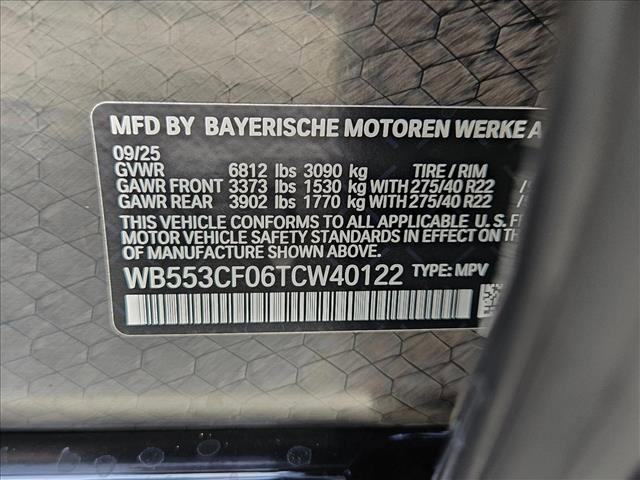 MFD BY BAYERISCHE MOTOREN WERKE A
09/25
GVWR 6812 lbs 3090 kg TIRE / RIM
GAWR FRONT 3373 lbs 1530 kg WITH 275/40 R22
GAWR REAR 3902 lbs 1770 kg WITH 275/40 R22
THIS VEHICLE CONFORMS TO ALL APPLICABLE U. S. F
MOTOR VEHICLE SAFETY STANDARDS IN EFFECT ON
OF MANUFACTURE SHOWN ABOVE.
WB553CF06TCW40122 TYPE: MPV